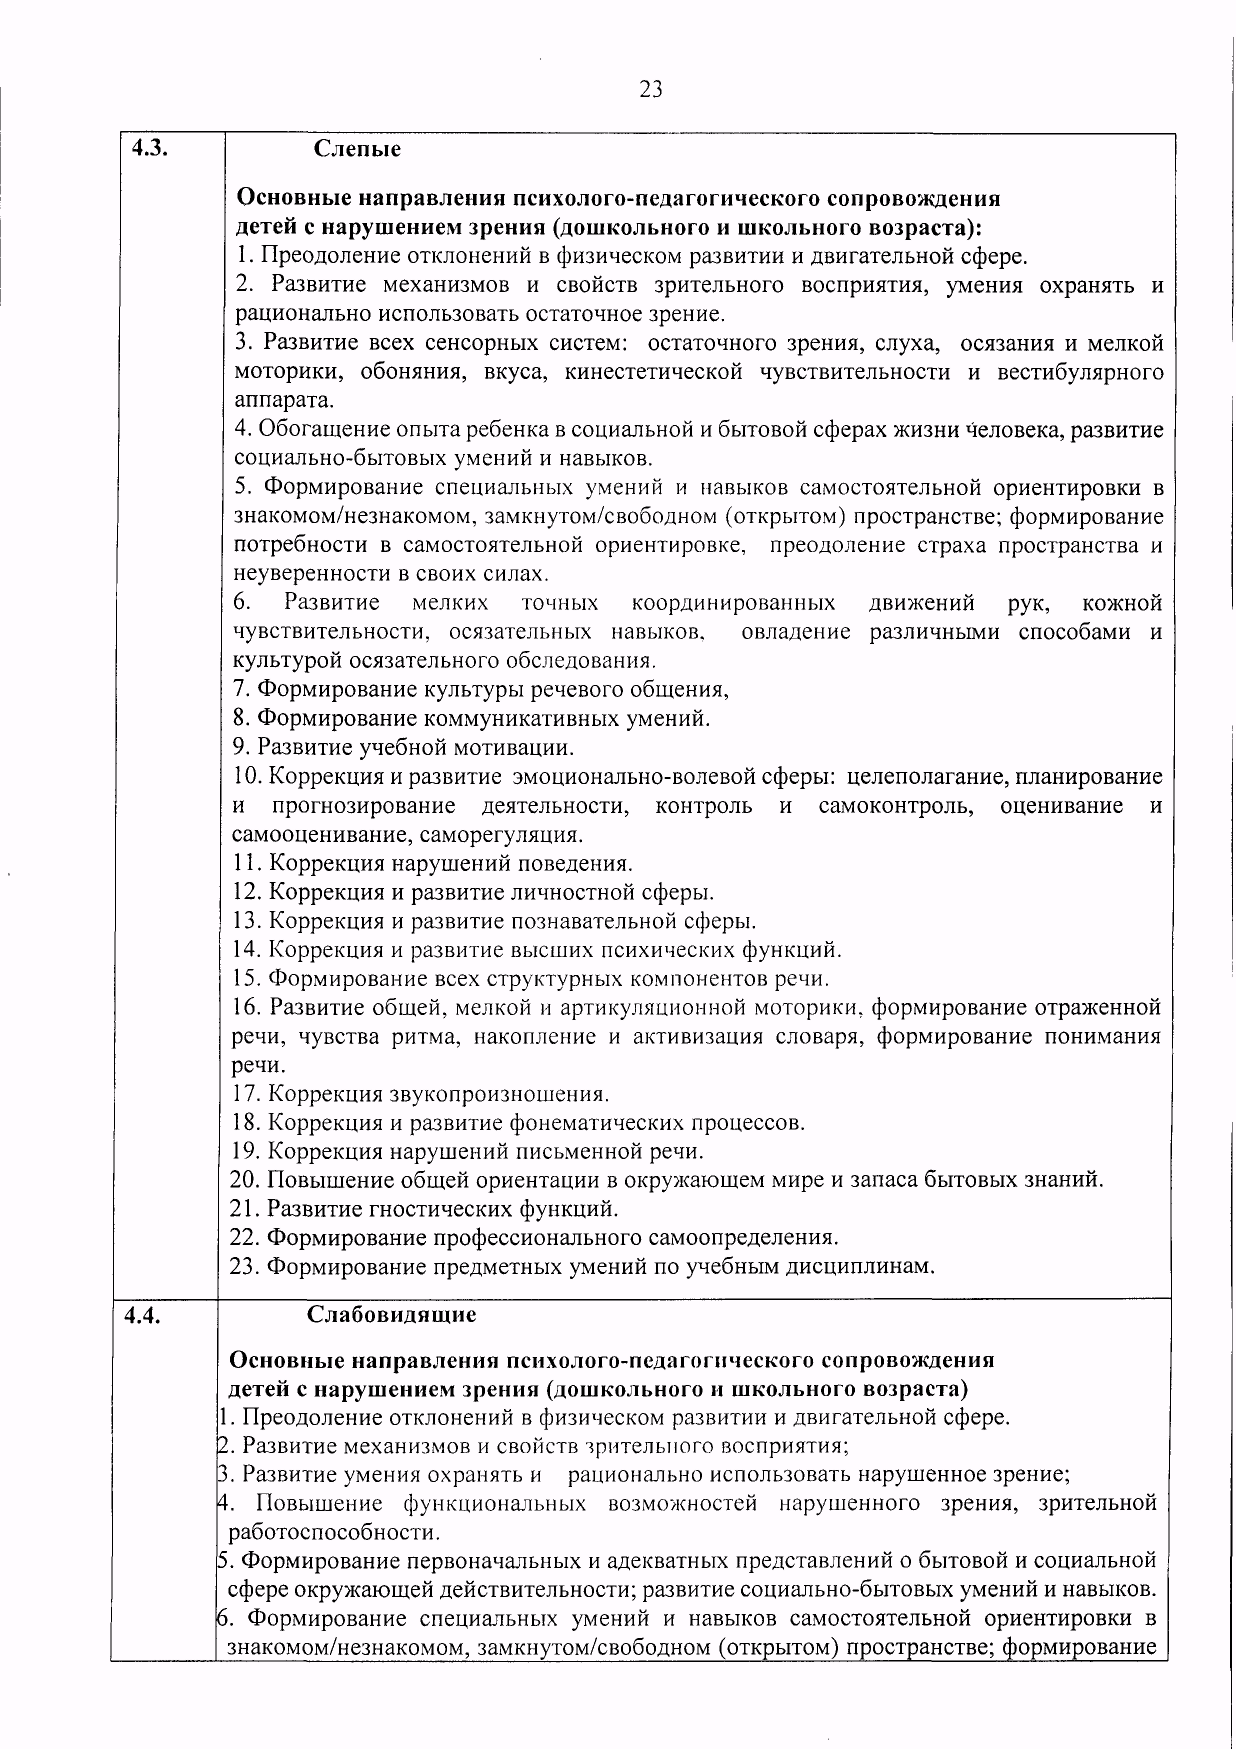 23
4.3. Слепые
Основные направления психолого-педагогического сопровождения
детей с нарушением зрения (дошкольного и школьного возраста):
1. Преодоление отклонений в физическом развитии и двигательной сфере.
2. Развитие механизмов и свойств зрительного восприятия, умения охранять и
рационально использовать остаточное зрение.
3. Развитие всех сенсорных систем: остаточного зрения, слуха, осязания и мелкой
моторики, обоняния, вкуса, кинестетической чувствительности и вестибулярного
аппарата.
4. Обогащение опыта ребенка в социальной и бытовой сферах жизни человека, развитие
социально-бытовых умений и навыков.
5. Формирование специальных умений и навыков самостоятельной ориентировки в
знакомом/незнакомом, замкнутом/свободном (открытом) пространстве; формирование
потребности в самостоятельной ориентировке, преодоление страха пространства и
неуверенности в своих силах.
6. Развитие мелких точных координированных движений рук, кожной
чувствительности, осязательных навыков, овладение различными способами и
культурой осязательного обследования.
7. Формирование культуры речевого общения,
8. Формирование коммуникативных умений.
9. Развитие учебной мотивации.
10. Коррекция и развитие эмоционально-волевой сферы: целеполагание, планирование
и прогнозирование деятельности, контроль и самоконтроль, оценивание и
самооценивание, саморегуляция.
11. Коррекция нарушений поведения.
12. Коррекция и развитие личностной сферы.
13. Коррекция и развитие познавательной сферы.
14. Коррекция и развитие высших психических функций.
15. Формирование всех структурных компонентов речи.
16. Развитие общей, мелкой и артикуляционной моторики, формирование отраженной
речи, чувства ритма, накопление и активизация словаря, формирование понимания
речи.
17. Коррекция звукопроизношения.
18. Коррекция и развитие фонематических процессов.
19. Коррекция нарушений письменной речи.
20. Повышение общей ориентации в окружающем мире и запаса бытовых знаний.
21. Развитие гностических функций.
22. Формирование профессионального самоопределения.
23. Формирование предметных умений по учебным дисциплинам.
4.4. Слабовидящие
Основные направления психолого-педагогического сопровождения
детей с нарушением зрения (дошкольного и школьного возраста)
1. Преодоление отклонений в физическом развитии и двигательной сфере.
2. Развитие механизмов и свойств зрительного восприятия;
3. Развитие умения охранять и рационально использовать нарушенное зрение;
4. Повышение функциональных возможностей нарушенного зрения, зрительной
работоспособности.
5. Формирование первоначальных и адекватных представлений о бытовой и социальной
сфере окружающей действительности; развитие социально-бытовых умений и навыков.
6. Формирование специальных умений и навыков самостоятельной ориентировки в
знакомом/незнакомом, замкнутом/свободном (открытом) пространстве; формирование